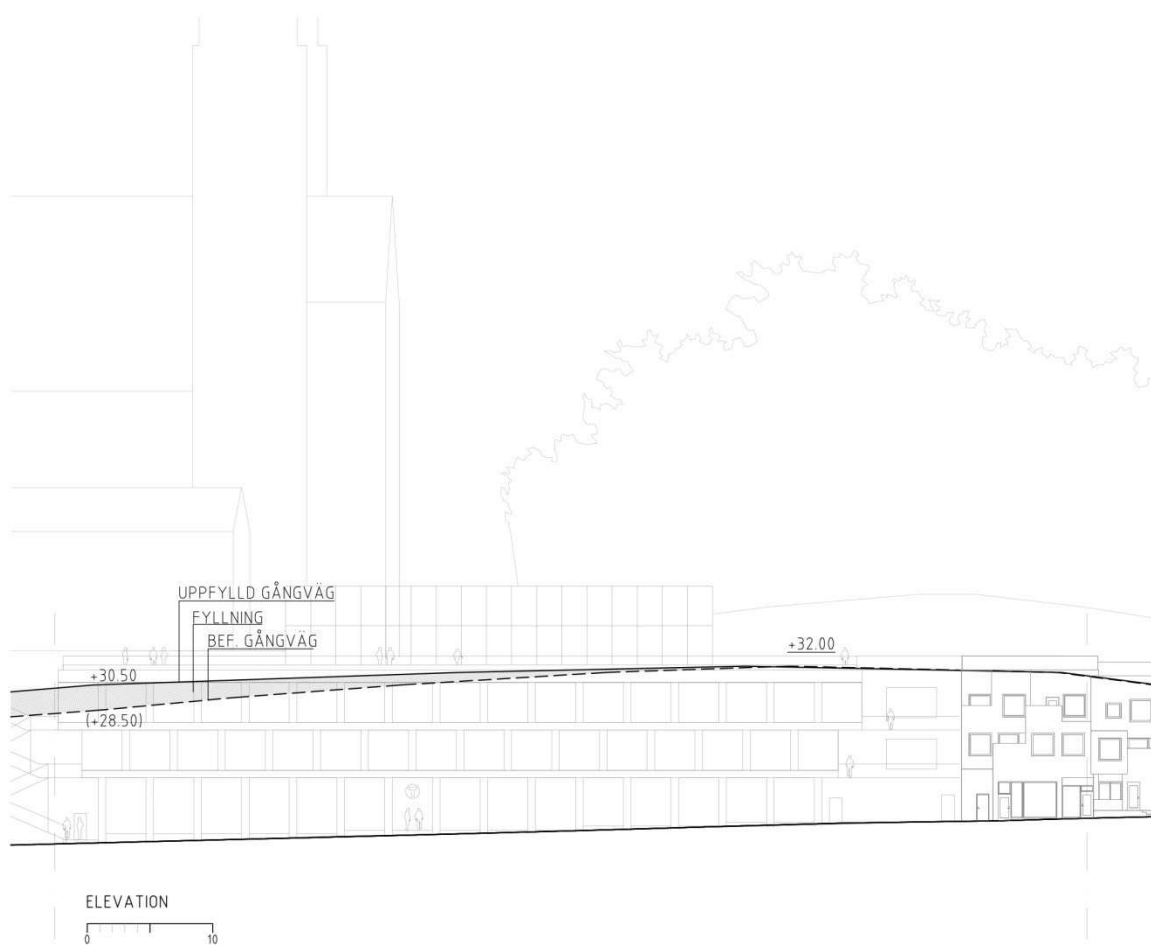 UPPFYLLD GÅNGVÄG
FYLLNING
BEF. GÅNGVÄG
+32.00
+30.50
(+28.50)
ELEVATION
0 10